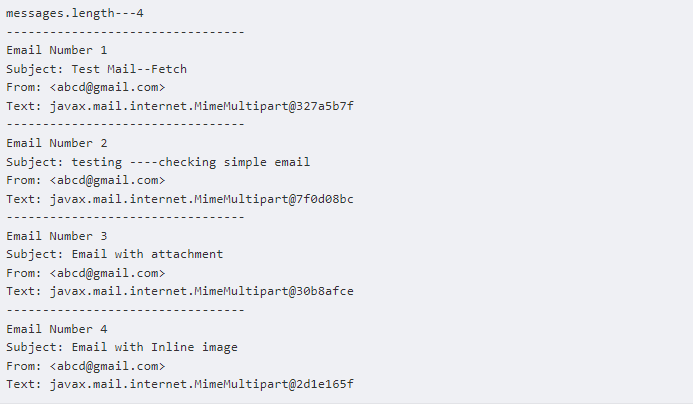 messages.length---4
---------------------------------
Email Number 1
Subject: Test Mail--Fetch
From: <abcd@gmail.com>
Text: javax.mail.internet.MimeMultipart@327a5b7f
---------------------------------
Email Number 2
Subject: testing ----checking simple email
From: <abcd@gmail.com>
Text: javax.mail.internet.MimeMultipart@7f0d08bc
---------------------------------
Email Number 3
Subject: Email with attachment
From: <abcd@gmail.com>
Text: javax.mail.internet.MimeMultipart@30b8afce
---------------------------------
Email Number 4
Subject: Email with Inline image
From: <abcd@gmail.com>
Text: javax.mail.internet.MimeMultipart@2d1e165f